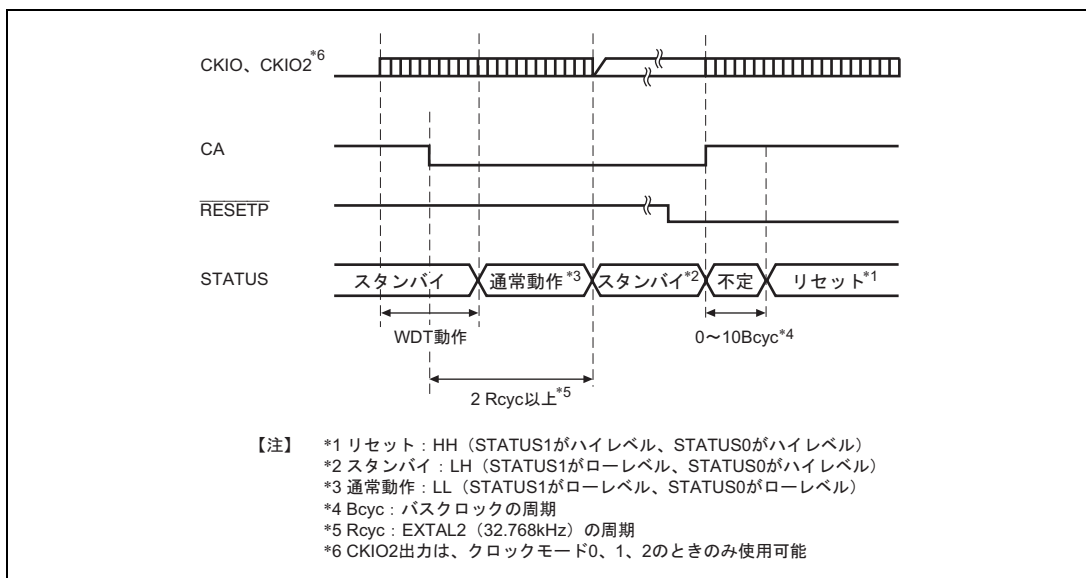 CKIO、CKIO2*6
CA
RESETP
STATUS
スタンバイ 通常動作*3 スタンバイ*2 不定 リセット*1
WDT動作 0～10Bcyc*4
2 Rcyc以上*5
【注】 *1 リセット：HH（STATUS1がハイレベル、STATUS0がハイレベル）
*2 スタンバイ：LH（STATUS1がローレベル、STATUS0がハイレベル）
*3 通常動作：LL（STATUS1がローレベル、STATUS0がローレベル）
*4 Bcyc：バスクロックの周期
*5 Rcyc：EXTAL2（32.768kHz）の周期
*6 CKIO2出力は、クロックモード0、1、2のときのみ使用可能